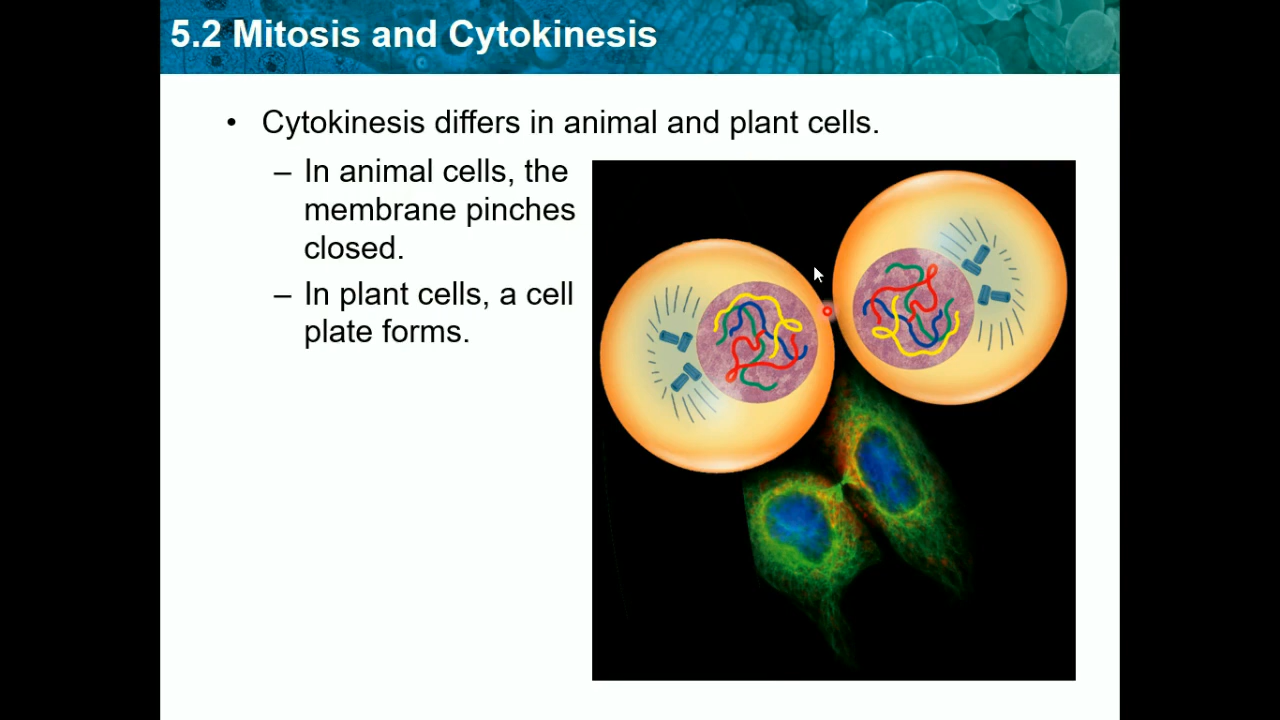 5.2 Mitosis and Cytokinesis
• Cytokinesis differs in animal and plant cells.
– In animal cells, the
membrane pinches
closed.
– In plant cells, a cell
plate forms.